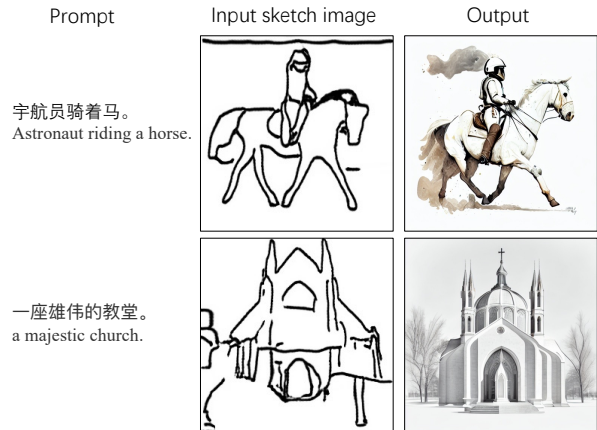 Prompt Input sketch image Output
宇航员骑着马。
Astronaut riding a horse.
一座雄伟的教堂。
a majestic church.